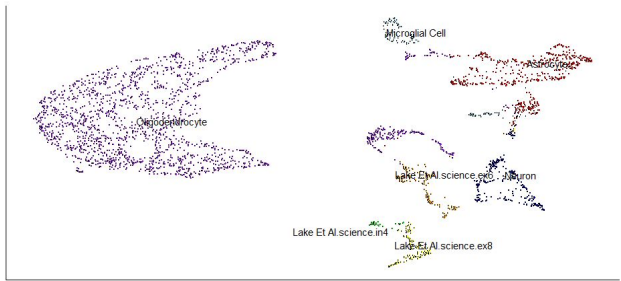 Microglial Cell
Astrocyte
Oligodendrocyte
Lake Et Al.science.ex6
Neuron
Lake Et Al.science.in4
Lake Et Al.science.ex8